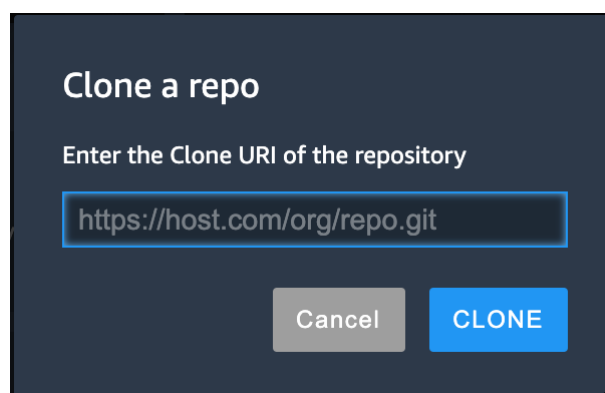 Clone a repo
Enter the Clone URI of the repository
https://host.com/org/repo.git
Cancel
CLONE